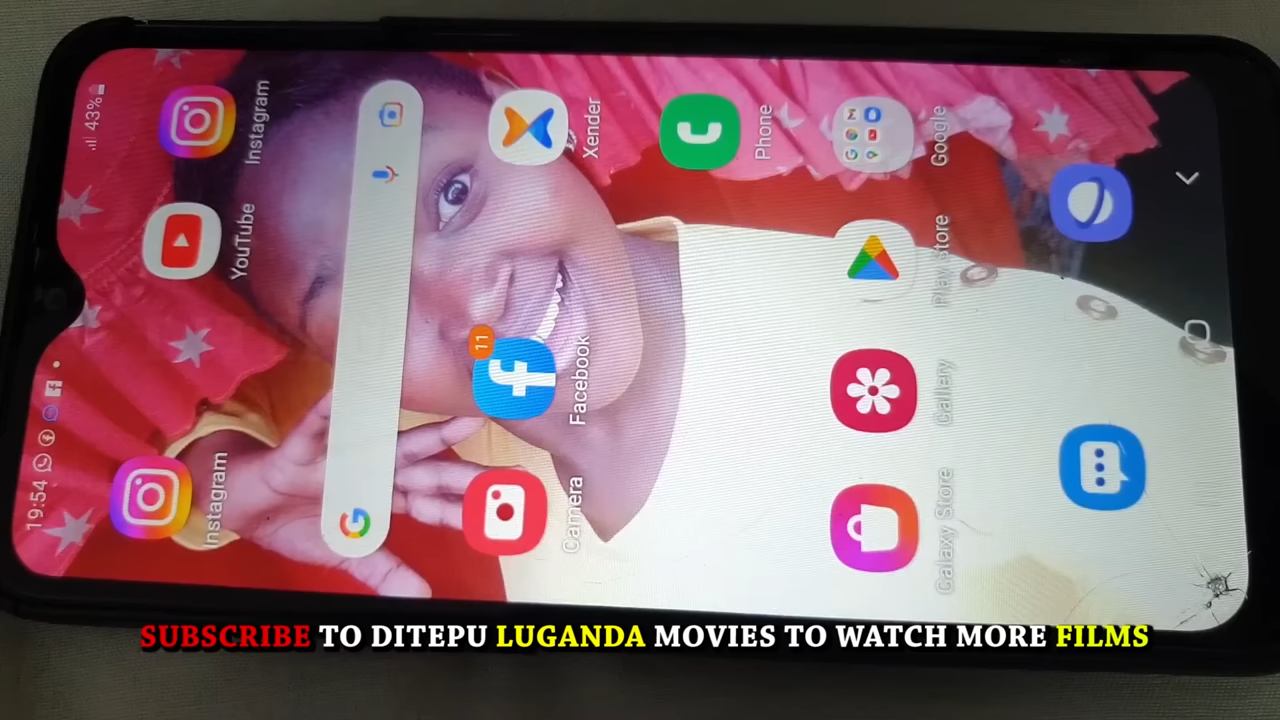 19:54
43%
Instagram
YouTube
Instagram
Xender
11
Facebook
Camera
Phone
Google
Play Store
Gallery
Galaxy Store
SUBSCRIBE TO DITEPU LUGANDA MOVIES TO WATCH MORE FILMS